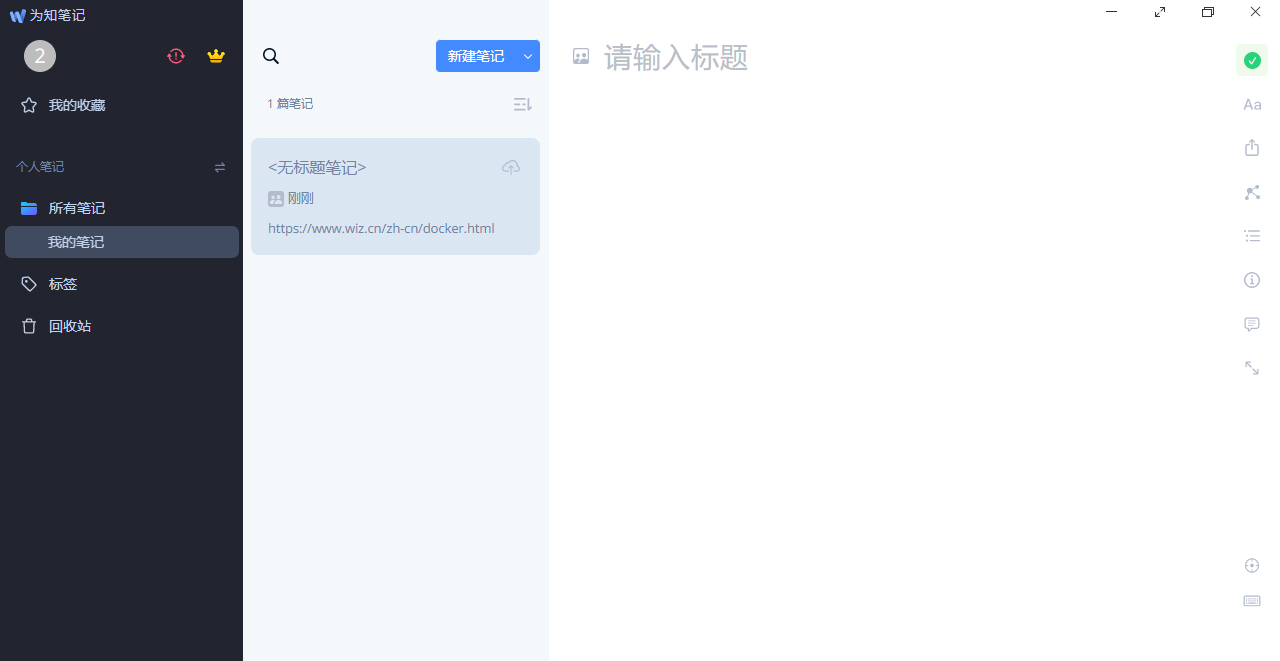 为知笔记
2
我的收藏
个人笔记
所有笔记
我的笔记
标签
回收站
新建笔记
1 篇笔记
<无标题笔记>
刚刚
https://www.wiz.cn/zh-cn/docker.html
请输入标题
Aa